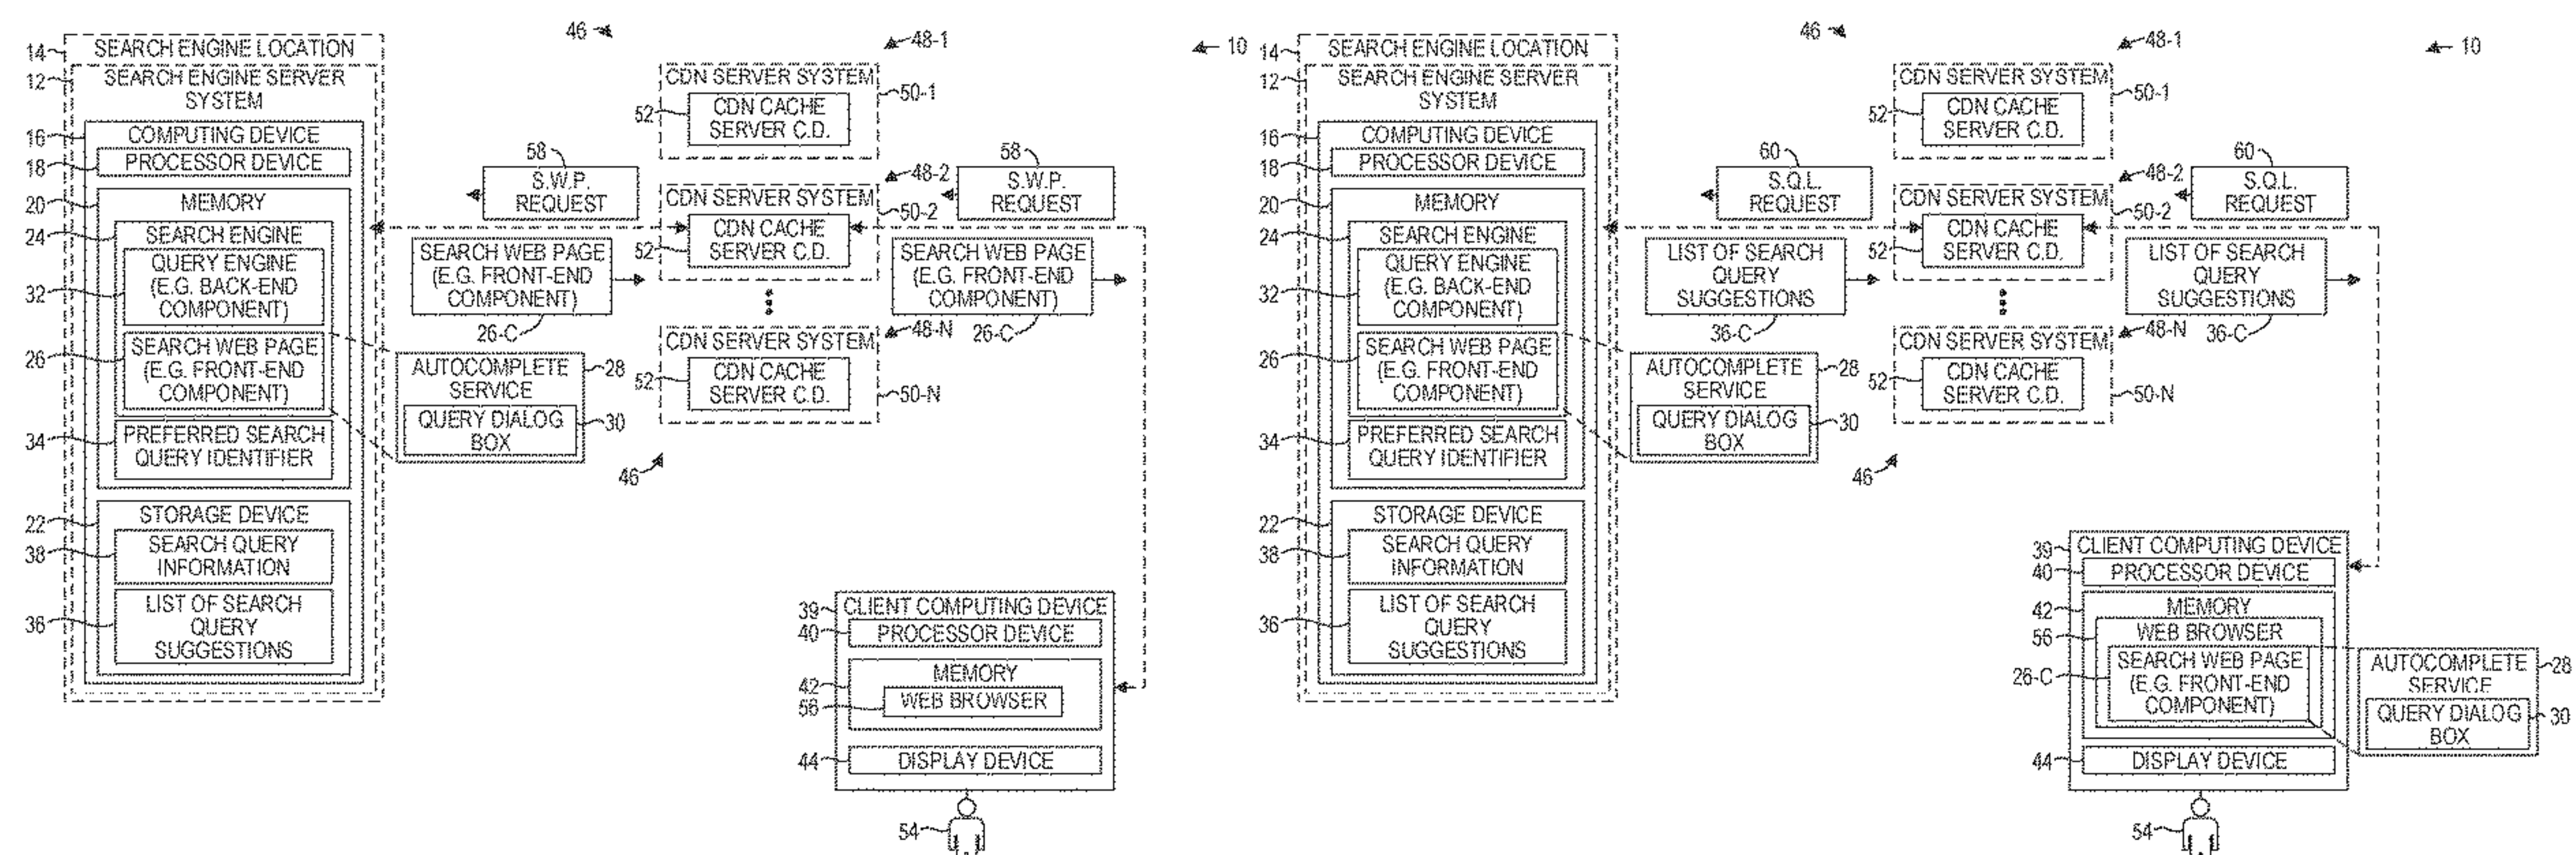 46
48-1
10
14
SEARCH ENGINE LOCATION
12
SEARCH ENGINE SERVER
SYSTEM
CDN SERVER SYSTEM
52
CDN CACHE
SERVER C.D.
50-1
16
COMPUTING DEVICE
18
PROCESSOR DEVICE
58
S.W.P.
REQUEST
58
S.W.P.
REQUEST
20
MEMORY
48-2
CDN SERVER SYSTEM
50-2
52
CDN CACHE
SERVER C.D.
24
SEARCH ENGINE
32
QUERY ENGINE
(E.G. BACK-END
COMPONENT)
SEARCH WEB PAGE
(E.G. FRONT-END
COMPONENT)
26-C
SEARCH WEB PAGE
(E.G. FRONT-END
COMPONENT)
26-C
26
SEARCH WEB PAGE
(E.G. FRONT-END
COMPONENT)
48-N
CDN SERVER SYSTEM
52
CDN CACHE
SERVER C.D.
50-N
AUTOCOMPLETE
SERVICE
28
QUERY DIALOG
BOX
30
34
PREFERRED SEARCH
QUERY IDENTIFIER
46
22
STORAGE DEVICE
38
SEARCH QUERY
INFORMATION
36
LIST OF SEARCH
QUERY
SUGGESTIONS
39
CLIENT COMPUTING DEVICE
40
PROCESSOR DEVICE
42
MEMORY
56
WEB BROWSER
44
DISPLAY DEVICE
54
46
48-1
10
14
SEARCH ENGINE LOCATION
12
SEARCH ENGINE SERVER
SYSTEM
CDN SERVER SYSTEM
52
CDN CACHE
SERVER C.D.
50-1
16
COMPUTING DEVICE
18
PROCESSOR DEVICE
60
S.Q.L.
REQUEST
60
S.Q.L.
REQUEST
20
MEMORY
48-2
CDN SERVER SYSTEM
50-2
52
CDN CACHE
SERVER C.D.
24
SEARCH ENGINE
32
QUERY ENGINE
(E.G. BACK-END
COMPONENT)
LIST OF SEARCH
QUERY
SUGGESTIONS
36-C
LIST OF SEARCH
QUERY
SUGGESTIONS
36-C
26
SEARCH WEB PAGE
(E.G. FRONT-END
COMPONENT)
48-N
CDN SERVER SYSTEM
52
CDN CACHE
SERVER C.D.
50-N
AUTOCOMPLETE
SERVICE
28
QUERY DIALOG
BOX
30
34
PREFERRED SEARCH
QUERY IDENTIFIER
46
22
STORAGE DEVICE
38
SEARCH QUERY
INFORMATION
36
LIST OF SEARCH
QUERY
SUGGESTIONS
39
CLIENT COMPUTING DEVICE
40
PROCESSOR DEVICE
42
MEMORY
56
WEB BROWSER
26-C
SEARCH WEB PAGE
(E.G. FRONT-END
COMPONENT)
AUTOCOMPLETE
SERVICE
28
QUERY DIALOG
BOX
30
44
DISPLAY DEVICE
54